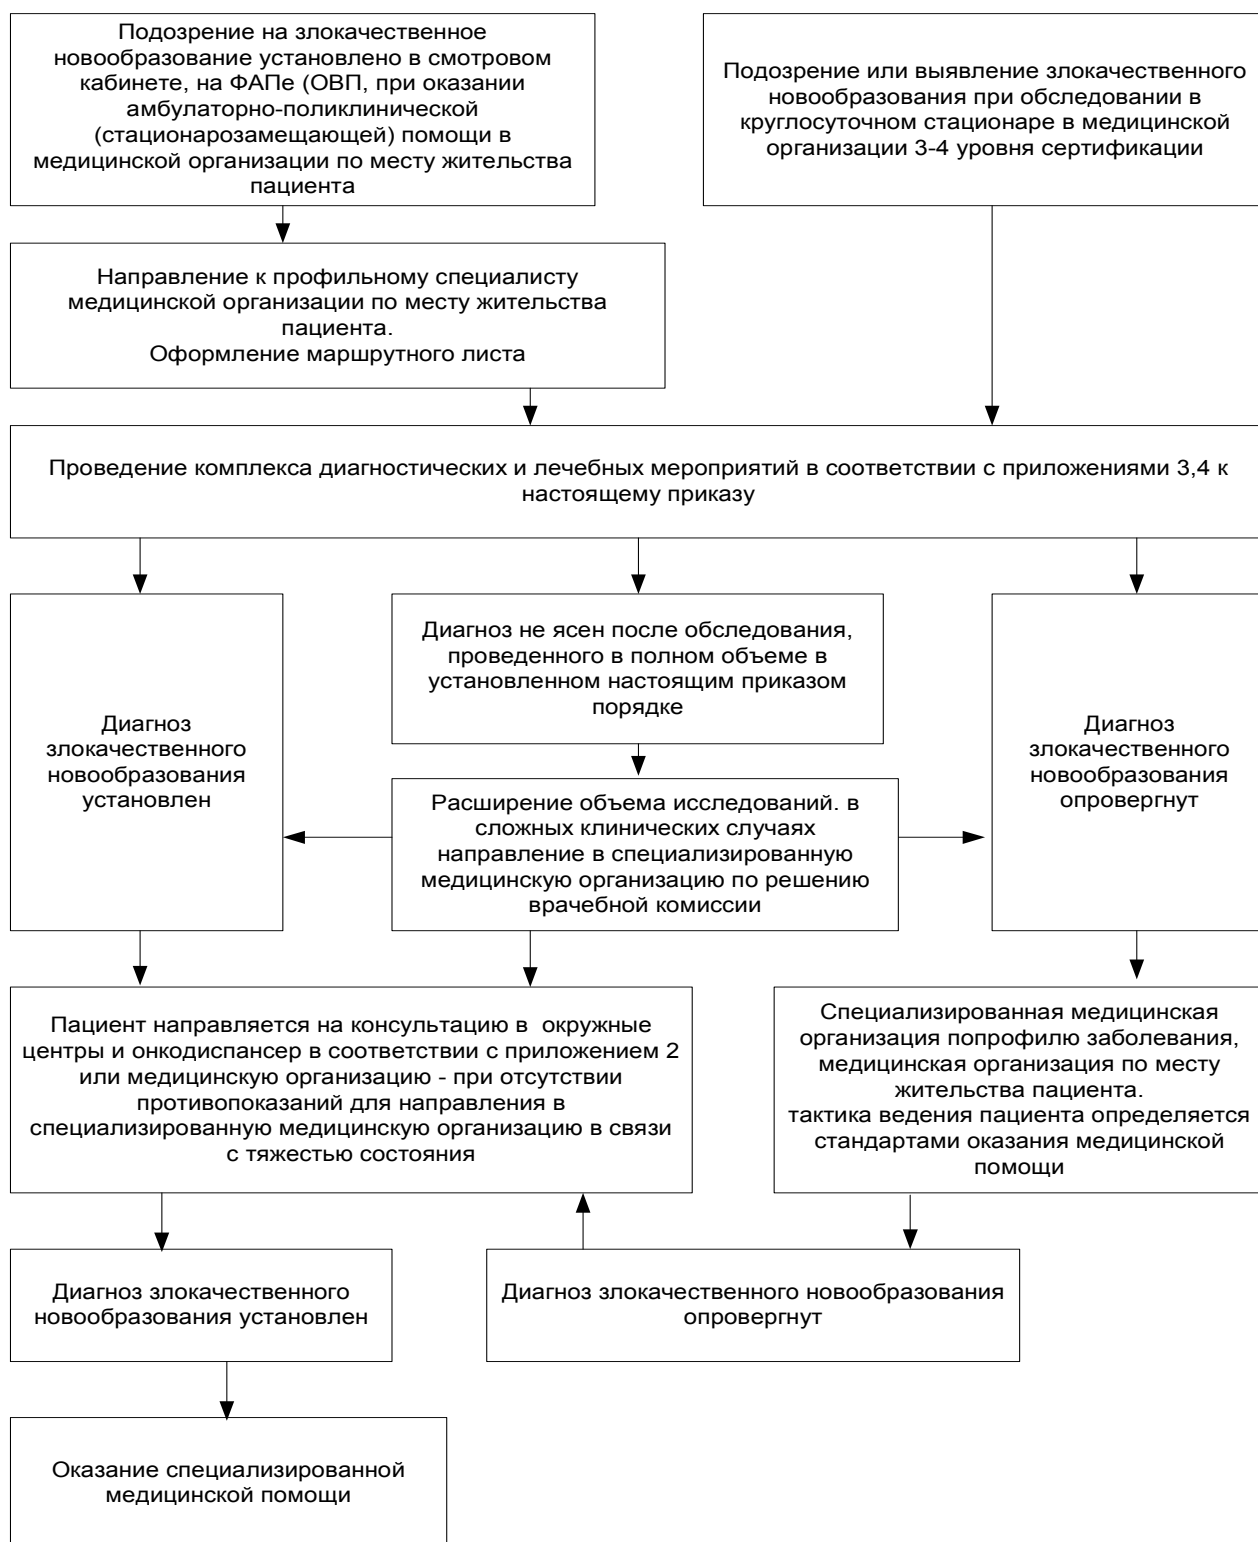 Подозрение на злокачественное
новообразование установлено в смотровом
кабинете, на ФАПе (ОВП, при оказании
амбулаторно-поликлинической
(стационарозамещающей) помощи в
медицинской организации по месту жительства
пациента
Подозрение или выявление злокачественного
новообразования при обследовании в
круглосуточном стационаре в медицинской
организации 3-4 уровня сертификации
Направление к профильному специалисту
медицинской организации по месту жительства
пациента.
Оформление маршрутного листа
Проведение комплекса диагностических и лечебных мероприятий в соответствии с приложениями 3,4 к
настоящему приказу
Диагноз
злокачественного
новообразования
установлен
Диагноз не ясен после обследования,
проведенного в полном объеме в
установленном настоящим приказом
порядке
Диагноз
злокачественного
новообразования
опровергнут
Расширение объема исследований. в
сложных клинических случаях
направление в специализированную
медицинскую организацию по решению
врачебной комиссии
Пациент направляется на консультацию в  окружные
центры и онкодиспансер в соответствии с приложением 2
или медицинскую организацию - при отсутствии
противопоказаний для направления в
специализированную медицинскую организацию в связи
с тяжестью состояния
Специализированная медицинская
организация попрофилю заболевания,
медицинская организация по месту
жительства пациента.
тактика ведения пациента определяется
стандартами оказания медицинской
помощи
Диагноз злокачественного
новообразования установлен
Диагноз злокачественного новообразования
опровергнут
Оказание специализированной
медицинской помощи